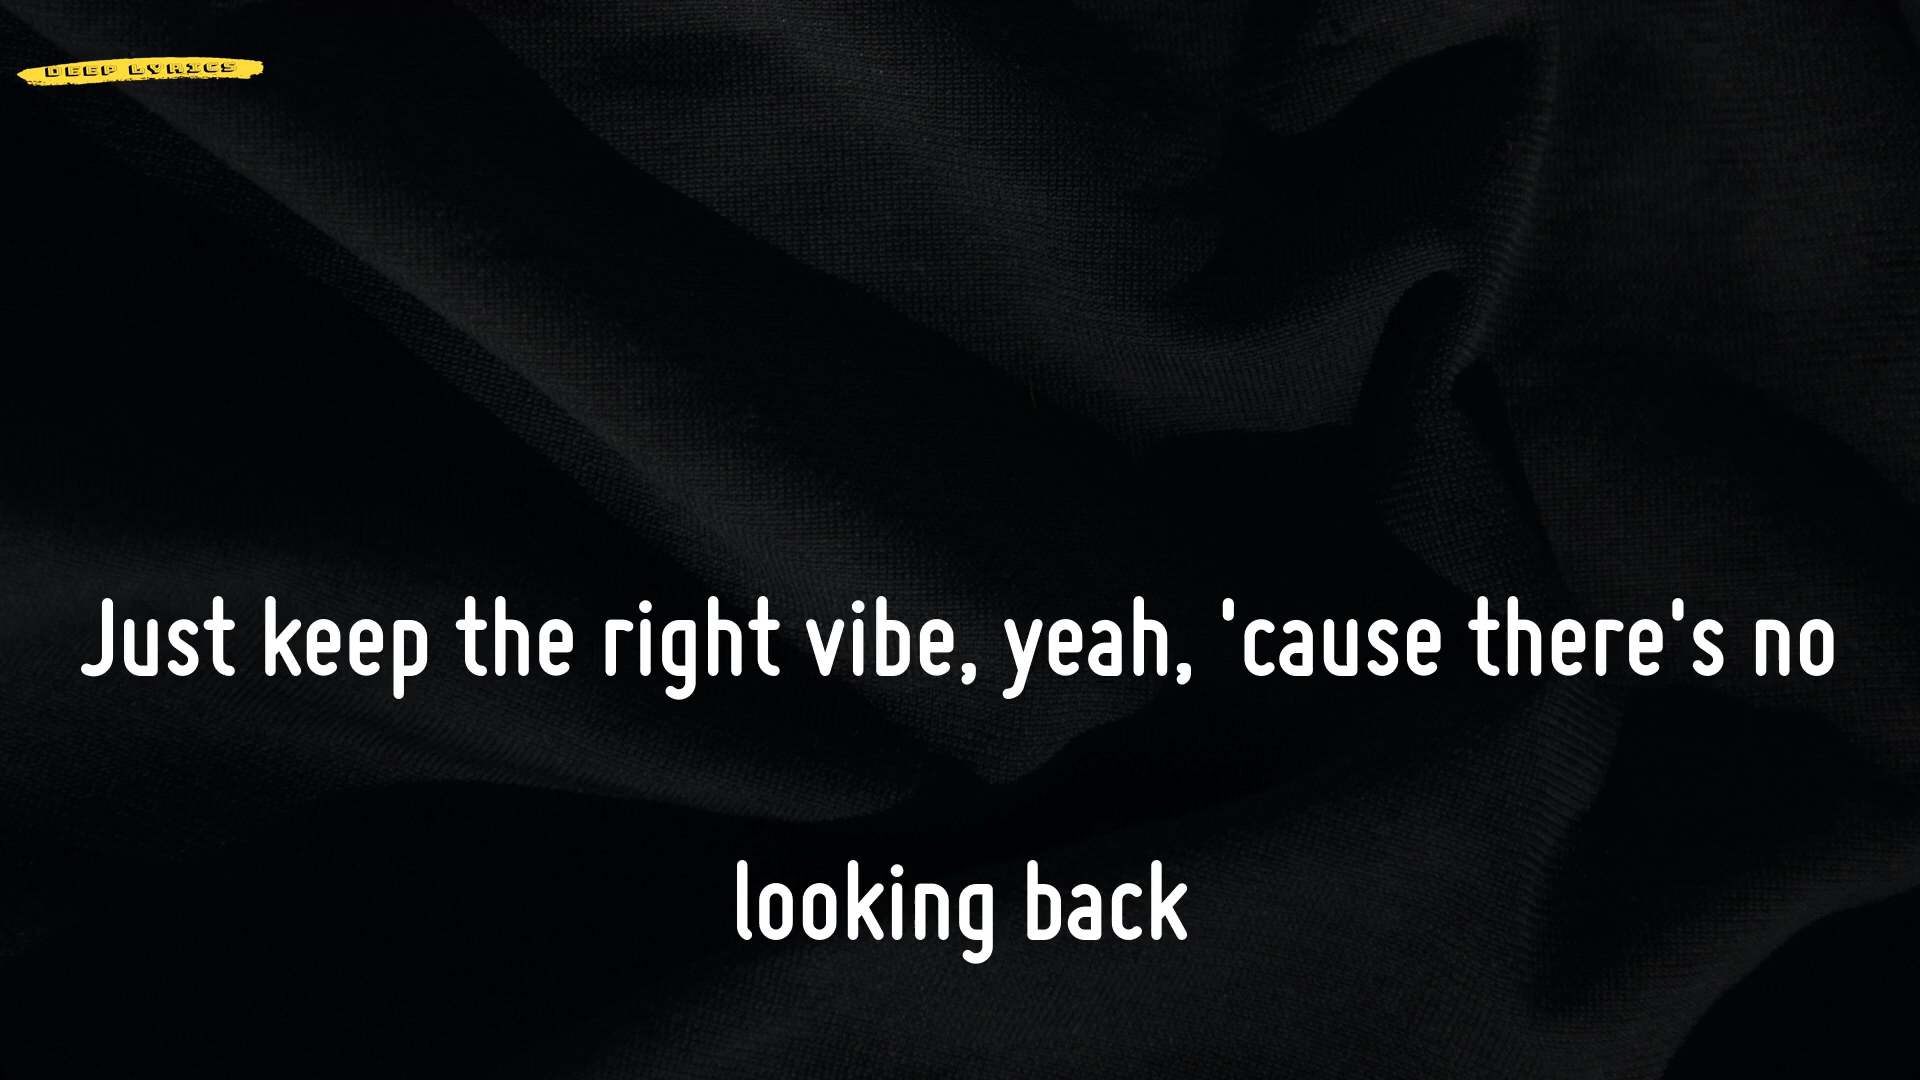 DEEP LYRICS
Just keep the right vibe, yeah, 'cause there's no
looking back